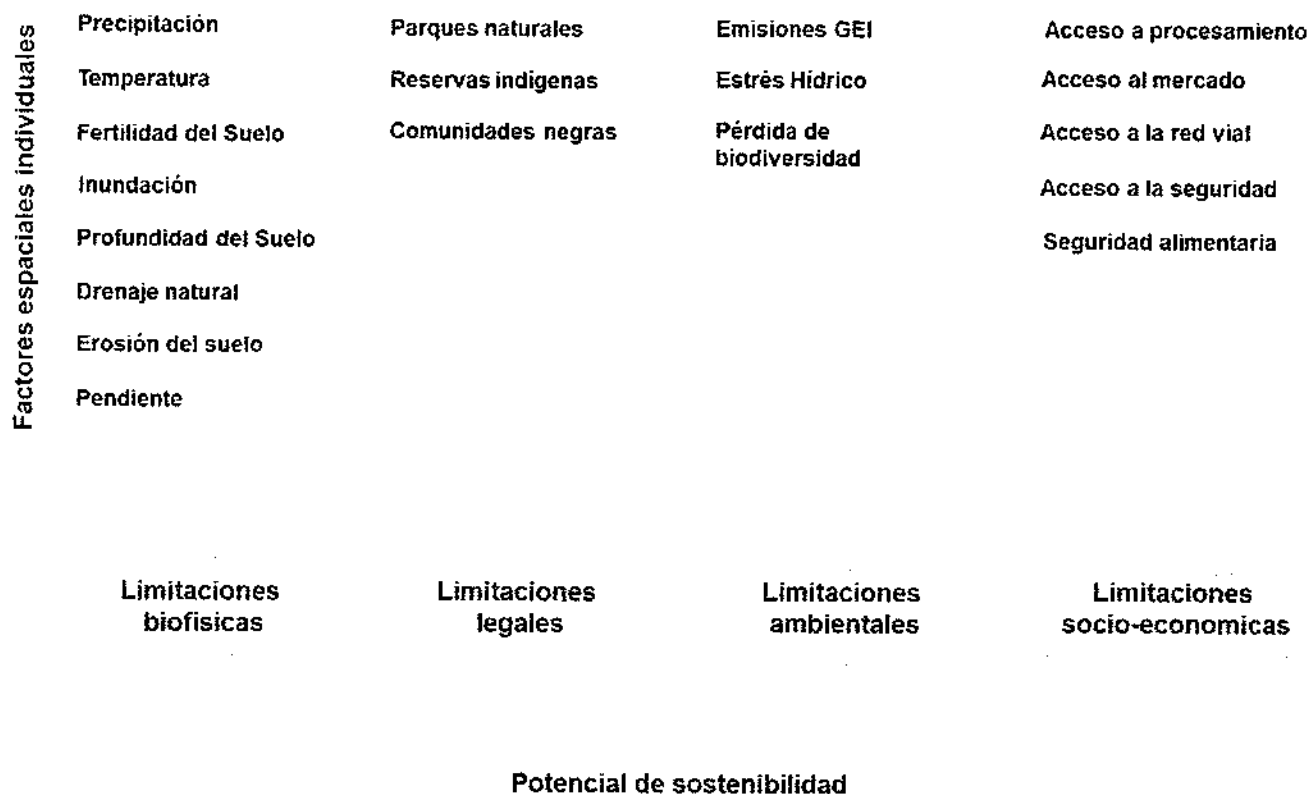 Factores espaciales individuales
Precipitación
Temperatura
Fertilidad del Suelo
Inundación
Profundidad del Suelo
Drenaje natural
Erosión del suelo
Pendiente
Parques naturales
Reservas indigenas
Comunidades negras
Emisiones GEI
Estrès Hídrico
Pérdida de
biodiversidad
Acceso a procesamiento
Acceso al mercado
Acceso a la red vial
Acceso a la seguridad
Seguridad alimentaria
Limitaciones
biofisicas
Limitaciones
legales
Limitaciones
ambientales
Limitaciones
socio-economicas
Potencial de sostenibilidad